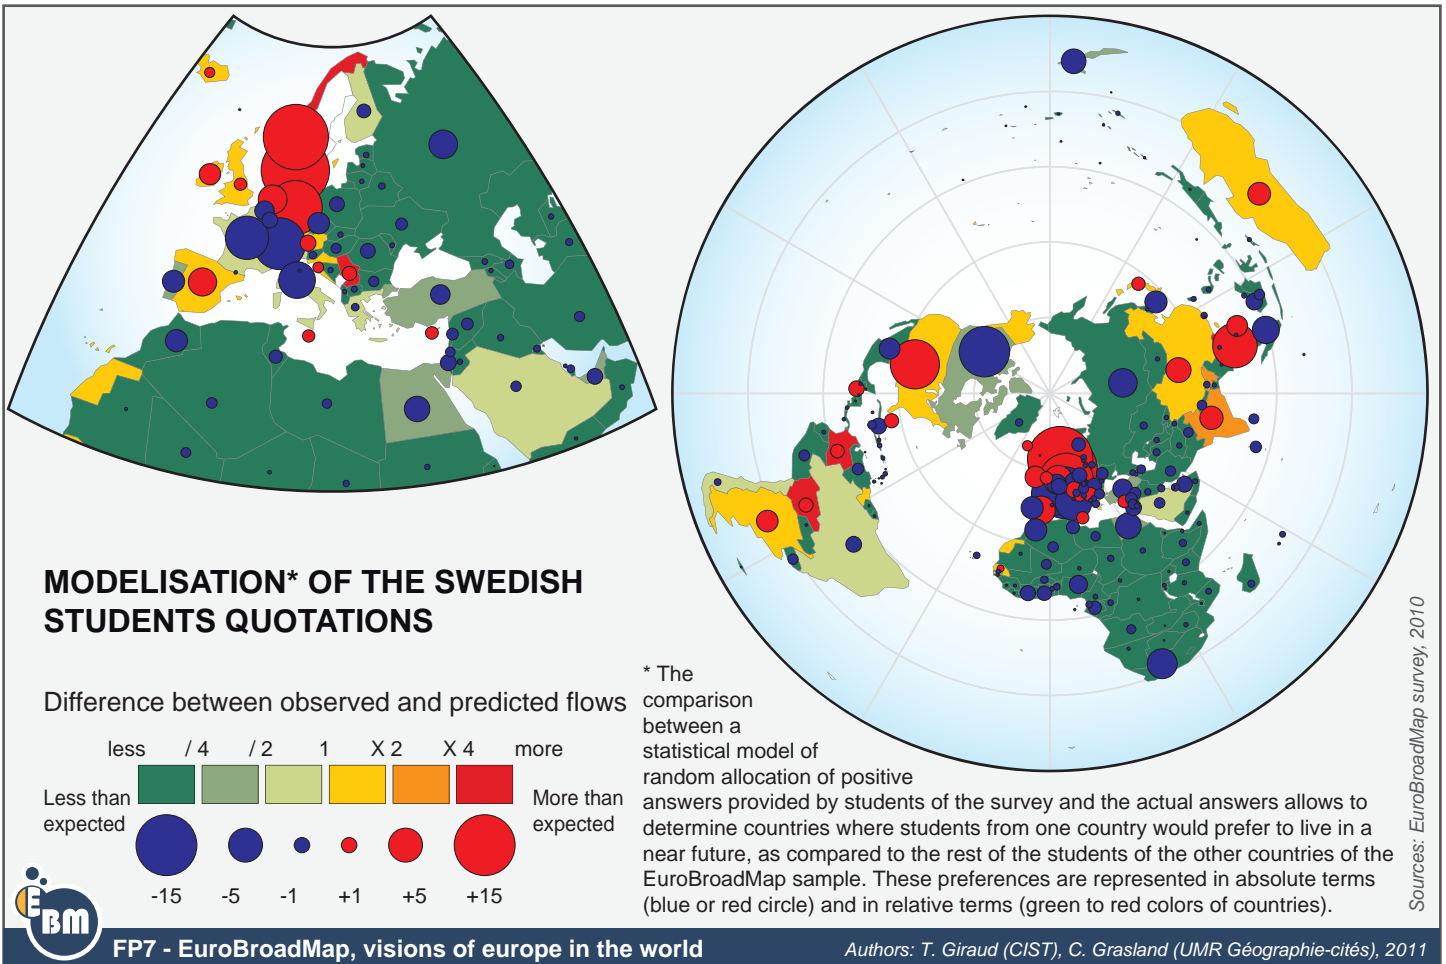 MODELISATION* OF THE SWEDISH
STUDENTS QUOTATIONS
Difference between observed and predicted flows
less / 4 / 2 1 X 2 X 4 more
Less than
expected
More than
expected
-15 -5 -1 +1 +5 +15
* The
comparison
between a
statistical model of
random allocation of positive
answers provided by students of the survey and the actual answers allows to
determine countries where students from one country would prefer to live in a
near future, as compared to the rest of the students of the other countries of the
EuroBroadMap sample. These preferences are represented in absolute terms
(blue or red circle) and in relative terms (green to red colors of countries).
Sources: EuroBroadMap survey, 2010
EBM
FP7 - EuroBroadMap, visions of europe in the world
Authors: T. Giraud (CIST), C. Grasland (UMR Géographie-cités), 2011